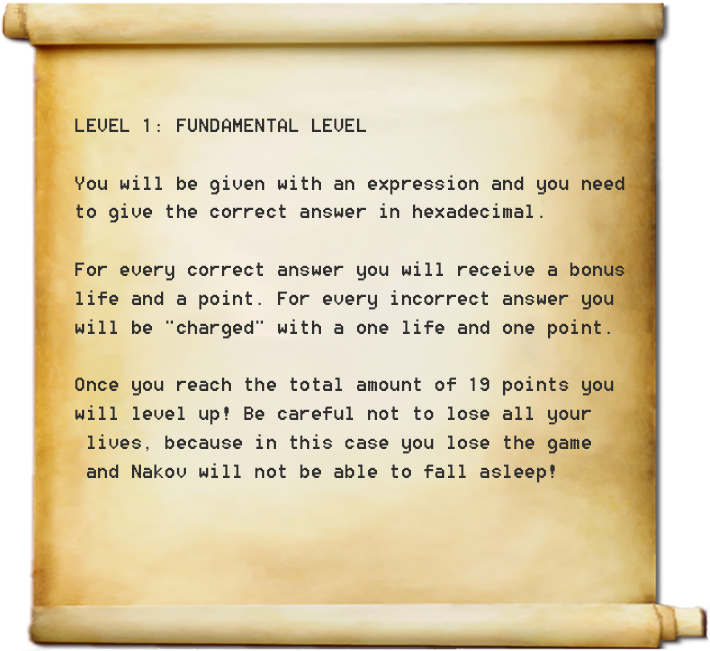 LEVEL 1: FUNDAMENTAL LEVEL
You will be given with an expression and you need
to give the correct answer in hexadecimal.
For every correct answer you will receive a bonus
life and a point. For every incorrect answer you
will be "charged" with a one life and one point.
Once you reach the total amount of 19 points you
will level up! Be careful not to lose all your
lives, because in this case you lose the game
and Nakov will not be able to fall asleep!